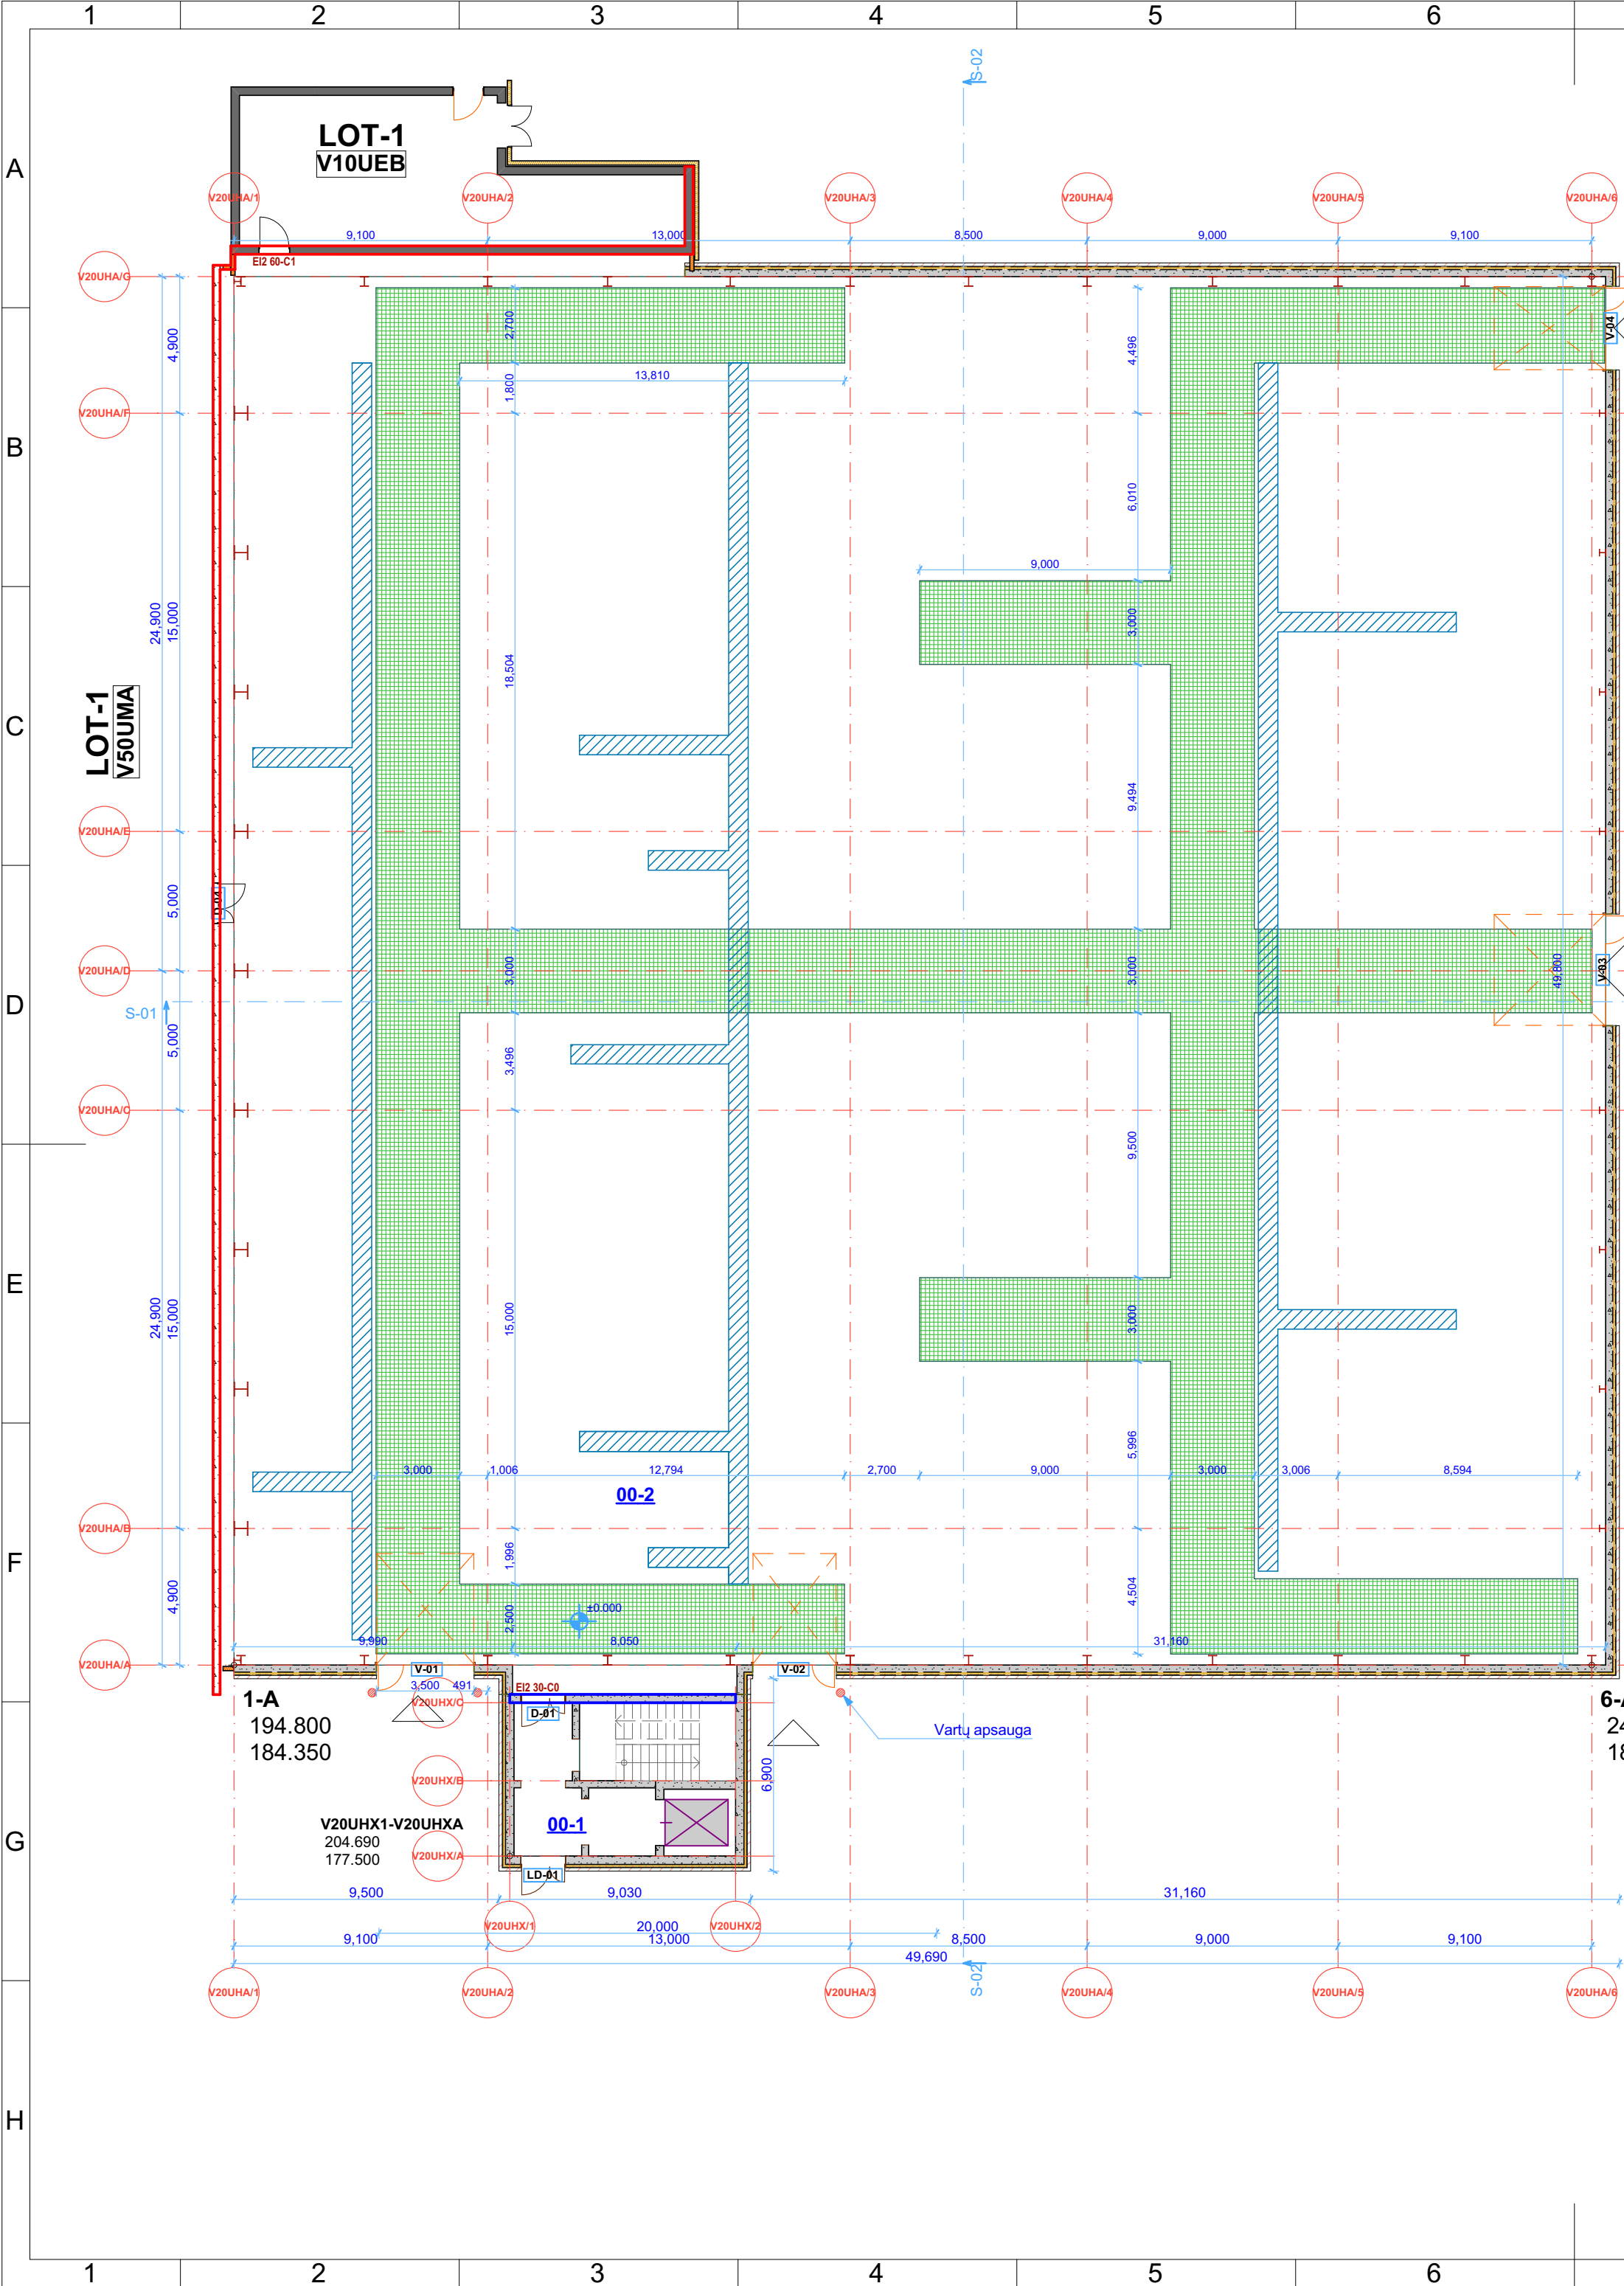 1 2 3 4 5 6
S-02
A
LOT-1
V10UEB
V20UHA/1 V20UHA/2 V20UHA/3 V20UHA/4 V20UHA/5 V20UHA/6
9,100 13,000 8,500 9,000 9,100
EI2 60-C1
V20UHA/G
V-04
4,900 2,700 4,496
1,800 13,810
V20UHA/F
B
6,010
9,000
24,900 15,000 3,000
18,504
LOT-1
V50UMA
C
9,494
V20UHA/E
D-04
5,000
V20UHA/D 3,000 3,000 49,800 V-03
D
S-01
5,000 3,496
V20UHA/C
9,500
E
24,900 15,000 15,000 3,000
5,996
3,000 1,006 12,794 2,700 9,000 3,000 3,006 8,594
00-2
V20UHA/B
F
1,996
4,900 2,500 ±0.000 4,504
9,990 8,050 31,160
V20UHA/A V-01 V-02
3,500 491 EI2 30-C0
1-A V20UHX/C D-01 6-A
194.800 Vartų apsauga
184.350
6,900
V20UHX/B
V20UHX1-V20UHXA
204.690
177.500
00-1
G
V20UHX/A
LD-01
9,500 9,030 31,160
V20UHX/1 20,000 V20UHX/2
9,100 13,000 8,500 9,000 9,100
49,690
S-02
V20UHA/1 V20UHA/2 V20UHA/3 V20UHA/4 V20UHA/5 V20UHA/6
H
1 2 3 4 5 6